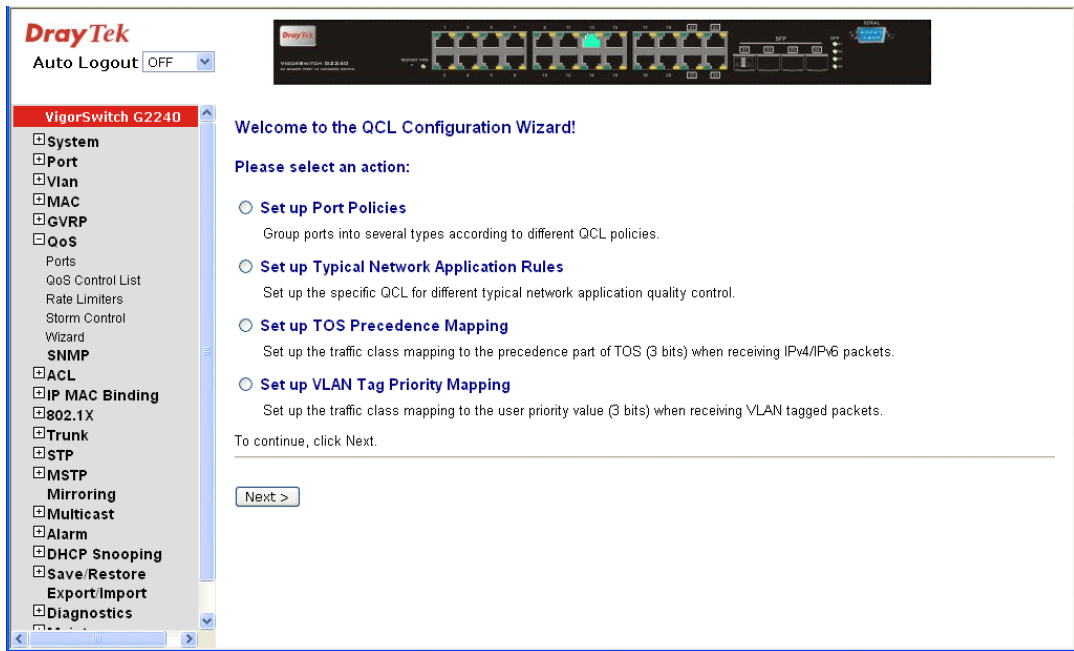 DrayTek
Auto Logout OFF
DrayTek
VIGORSWITCH G2240
SFP
SERIAL
VigorSwitch G2240
System
Port
Vlan
MAC
GVRP
QoS
Ports
QoS Control List
Rate Limiters
Storm Control
Wizard
SNMP
ACL
IP MAC Binding
802.1X
Trunk
STP
MSTP
Mirroring
Multicast
Alarm
DHCP Snooping
Save/Restore
Export/Import
Diagnostics
Welcome to the QCL Configuration Wizard!
Please select an action:
Set up Port Policies
Group ports into several types according to different QCL policies.
Set up Typical Network Application Rules
Set up the specific QCL for different typical network application quality control.
Set up TOS Precedence Mapping
Set up the traffic class mapping to the precedence part of TOS (3 bits) when receiving IPv4/IPv6 packets.
Set up VLAN Tag Priority Mapping
Set up the traffic class mapping to the user priority value (3 bits) when receiving VLAN tagged packets.
To continue, click Next.
Next >